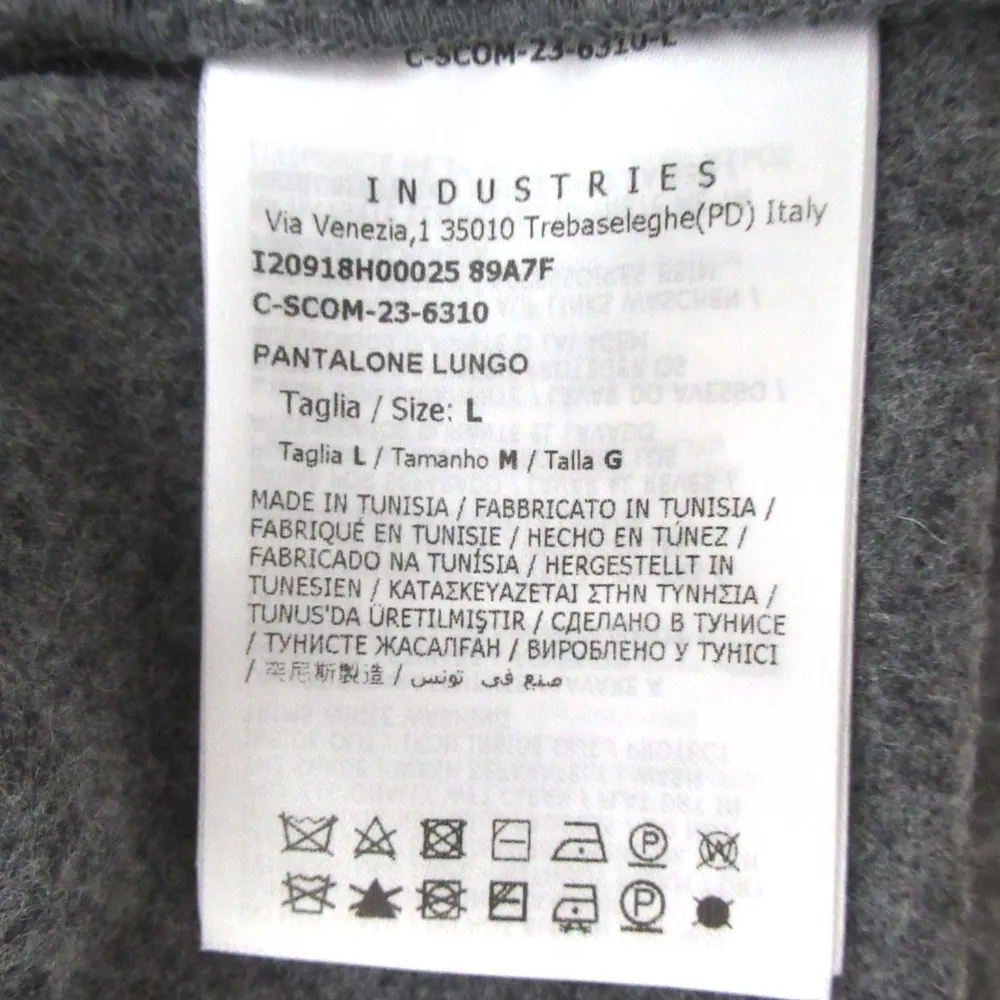 C-SCOM-23-6310-L
INDUSTRIES
Via Venezia,1 35010 Trebaseleghe(PD) Italy
I20918H00025 89A7F
C-SCOM-23-6310
PANTALONE LUNGO
Taglia / Size: L
Taglia L / Tamanho M / Talla G
MADE IN TUNISIA / FABBRICATO IN TUNISIA /
FABRIQUÉ EN TUNISIE / HECHO EN TÚNEZ /
FABRICADO NA TUNÍSIA / HERGESTELLT IN
TUNESIEN / ΚΑΤΑΣΚΕΥΑΖΕΤΑΙ ΣΤΗΝ ΤΥΝΗΣΙΑ /
TUNUS'DA ÜRETILMIŞTIR / СДЕЛАНО В ТУНИСЕ
/ ТУНИСТЕ ЖАСАЛҒАН / ВИРОБЛЕНО У ТУНІСІ
/ 突尼斯製造 / صنع في تونس